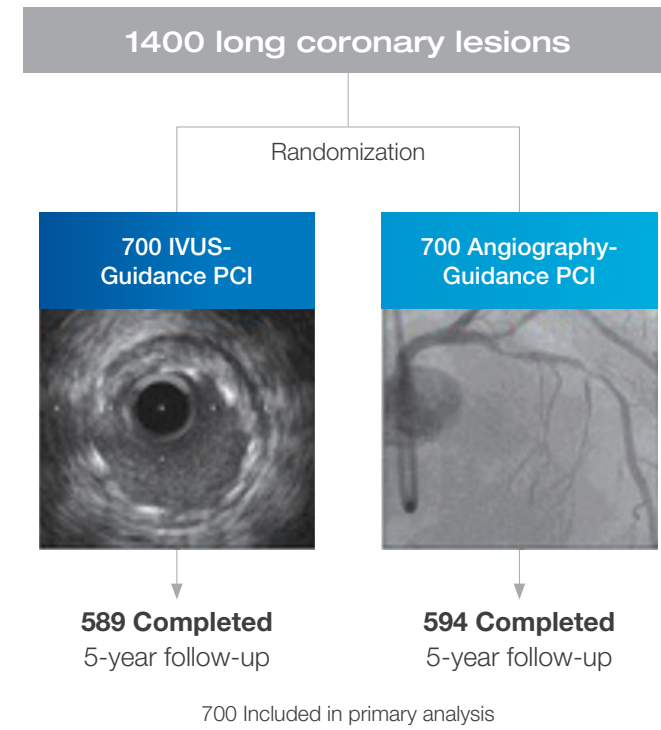 1400 long coronary lesions
Randomization
700 IVUS-
Guidance PCI
700 Angiography-
Guidance PCI
589 Completed
5-year follow-up
594 Completed
5-year follow-up
700 Included in primary analysis